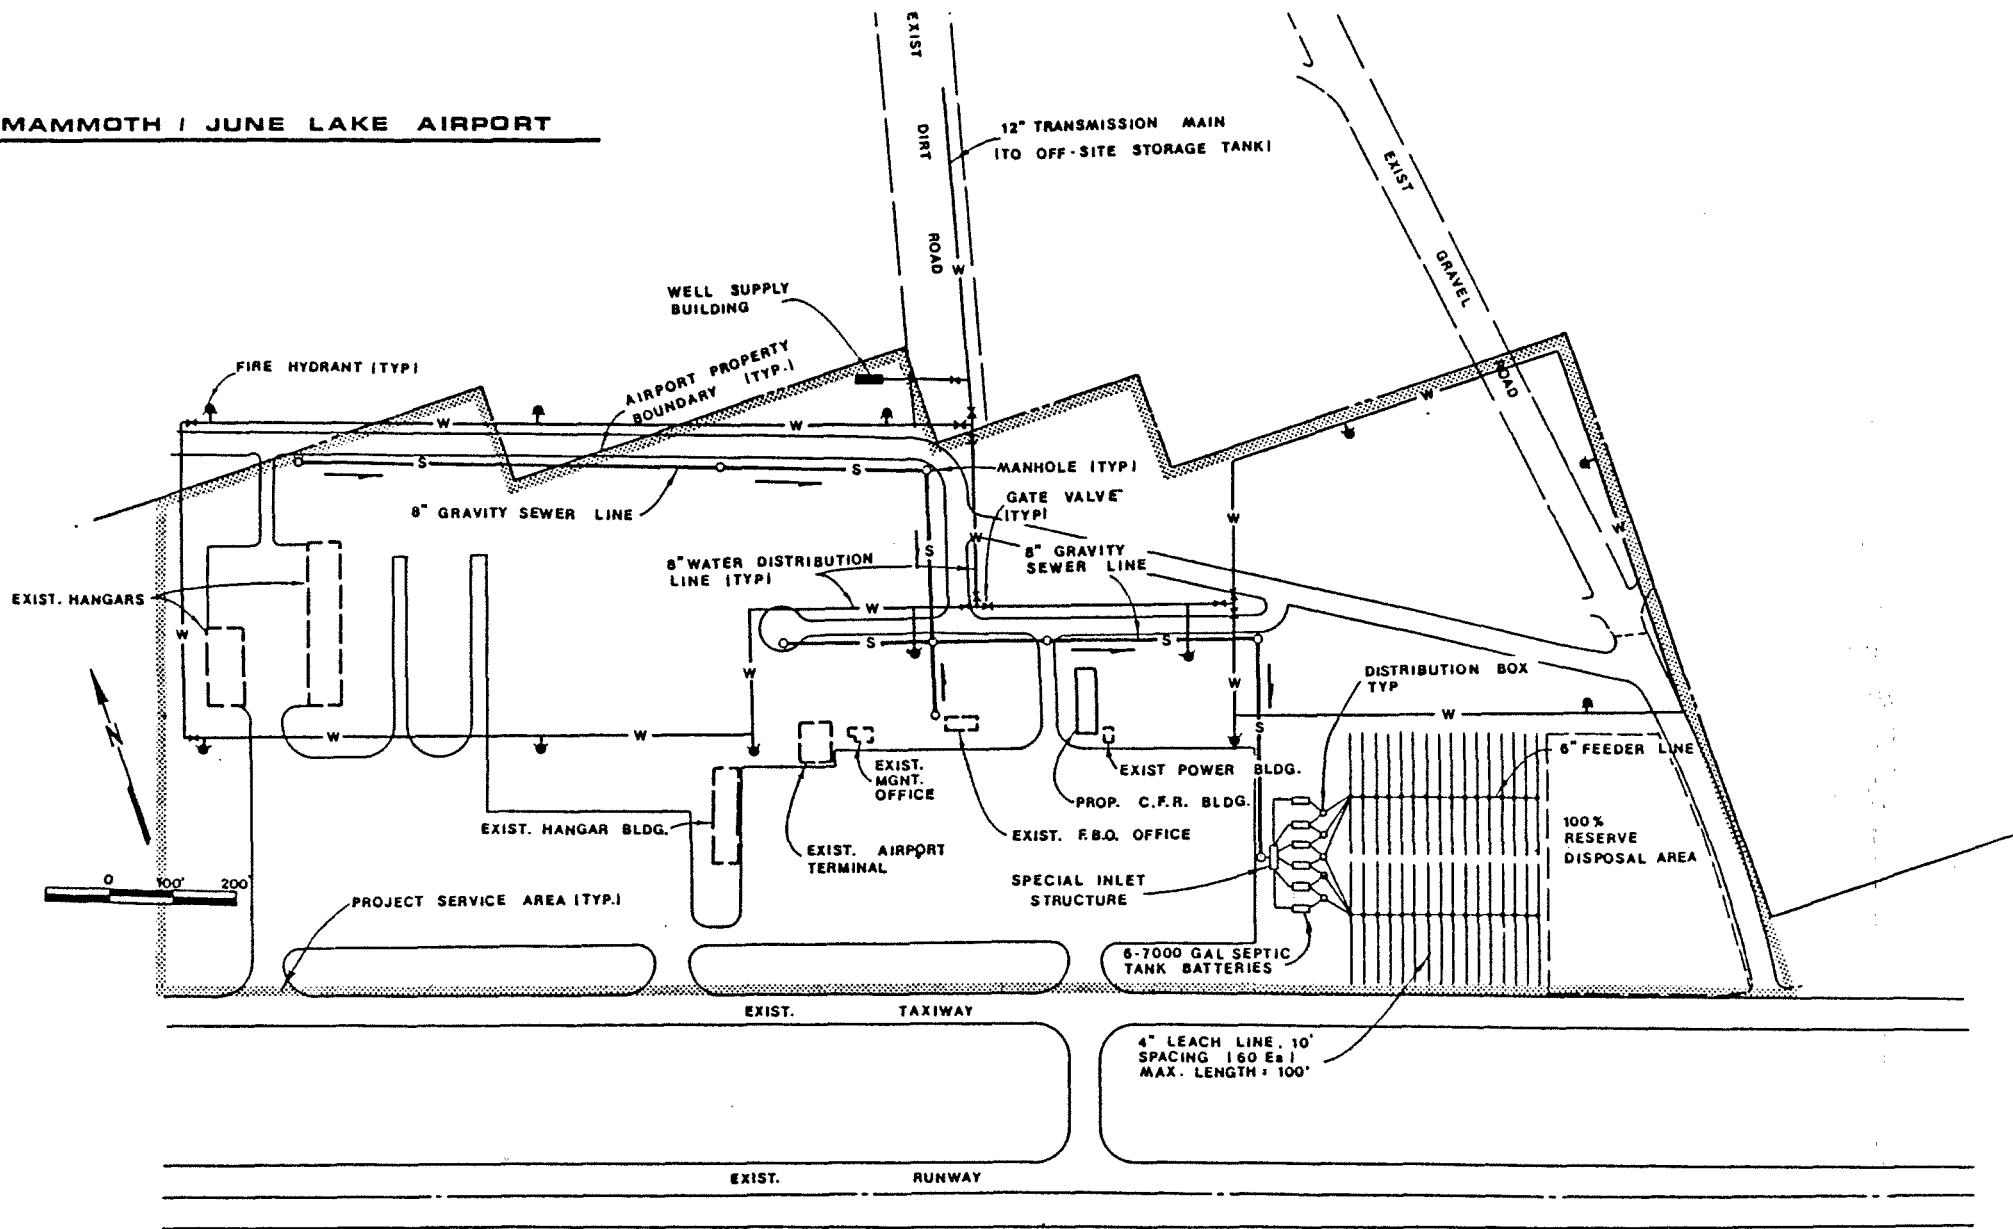 MAMMOTH / JUNE LAKE AIRPORT
EXIST
DIRT
ROAD
12" TRANSMISSION MAIN
(TO OFF-SITE STORAGE TANK)
EXIST
GRAVEL
ROAD
W
WELL SUPPLY
BUILDING
FIRE HYDRANT (TYP)
AIRPORT PROPERTY
BOUNDARY (TYP.)
W
W
W
S
S
MANHOLE (TYP)
GATE VALVE
(TYP)
8" GRAVITY SEWER LINE
W
W
S
W
8" GRAVITY
SEWER LINE
8" WATER DISTRIBUTION
LINE (TYP)
EXIST. HANGARS
W
W
S
S
W
W
DISTRIBUTION BOX
TYP
N
W
W
W
S
6" FEEDER LINE
EXIST.
MGNT.
OFFICE
EXIST POWER BLDG.
PROP. C.F.R. BLDG.
EXIST. HANGAR BLDG.
EXIST. F.B.O. OFFICE
EXIST. AIRPORT
TERMINAL
100%
RESERVE
DISPOSAL AREA
0 100' 200'
SPECIAL INLET
STRUCTURE
PROJECT SERVICE AREA (TYP.)
6-7000 GAL SEPTIC
TANK BATTERIES
EXIST. TAXIWAY
4" LEACH LINE, 10'
SPACING (60 Ea)
MAX. LENGTH = 100'
EXIST. RUNWAY